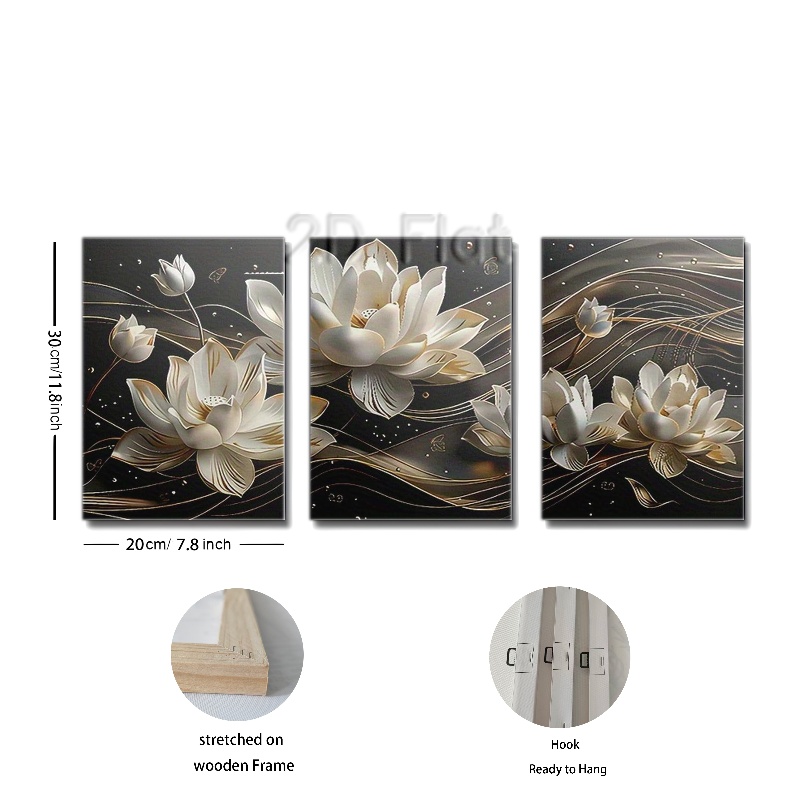 2D Flat
30cm/11.8inch
20cm/ 7.8 inch
stretched on
wooden Frame
Hook
Ready to Hang